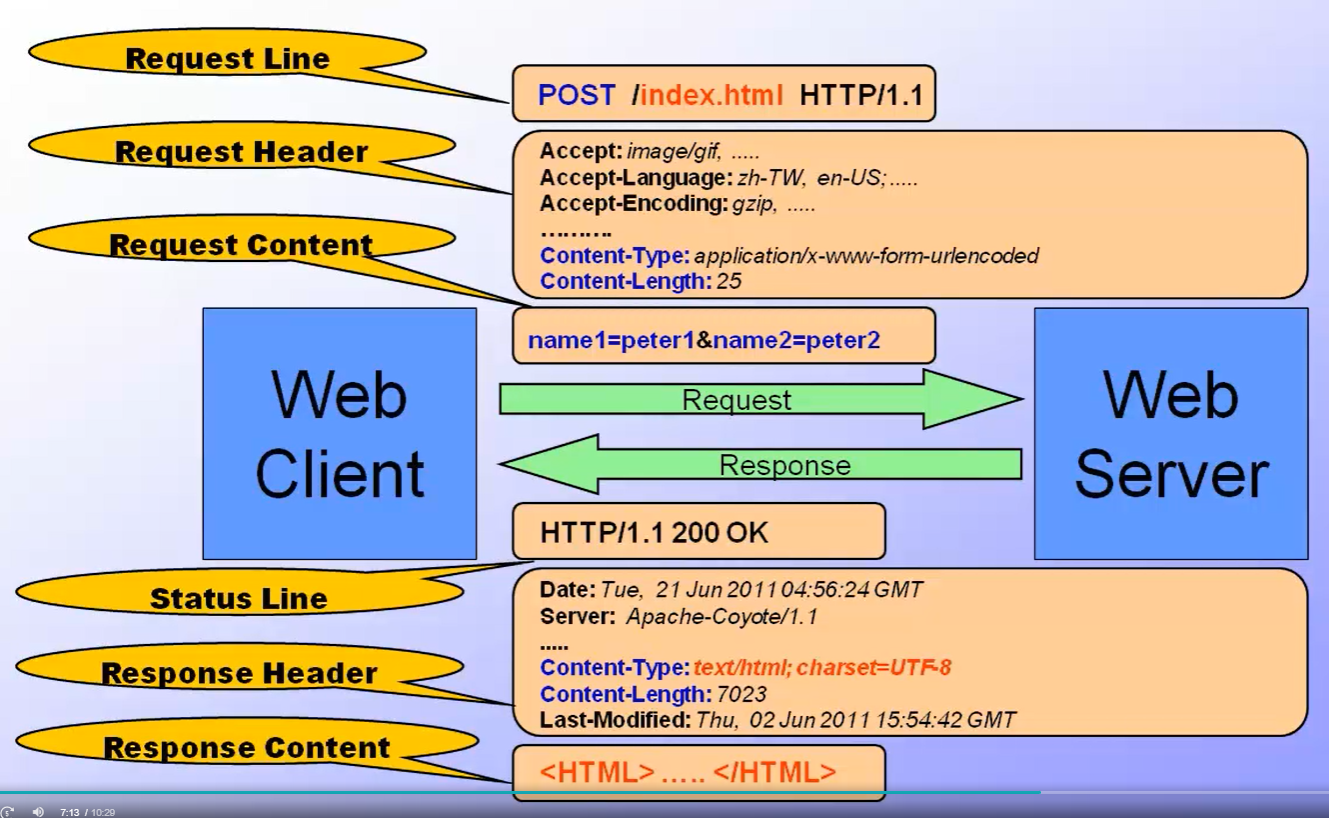 Request Line
POST /index.html HTTP/1.1
Request Header
Accept: image/gif, .....
Accept-Language: zh-TW, en-US;.....
Accept-Encoding: gzip, .....
..........
Content-Type: application/x-www-form-urlencoded
Content-Length: 25
Request Content
name1=peter1&name2=peter2
Web
Client
Request
Response
Web
Server
HTTP/1.1 200 OK
Status Line
Date: Tue, 21 Jun 2011 04:56:24 GMT
Server: Apache-Coyote/1.1
.....
Response Header
Content-Type: text/html; charset=UTF-8
Content-Length: 7023
Last-Modified: Thu, 02 Jun 2011 15:54:42 GMT
Response Content
<HTML> ..... </HTML>
5
7:13 / 10:29